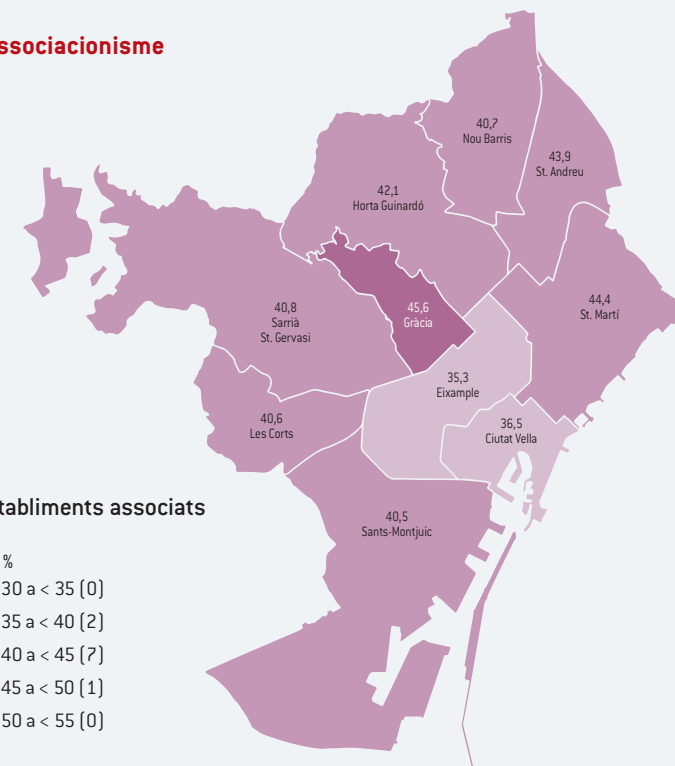 ssociacionisme
40,7
Nou Barris
43,9
St. Andreu
42,1
Horta Guinardó
44,4
St. Martí
40,8
Sarrià
St. Gervasi
45,6
Gràcia
35,3
Eixample
40,6
Les Corts
36,5
Ciutat Vella
40,5
Sants-Montjuic
tabliments associats
%
30 a < 35 (0)
35 a < 40 (2)
40 a < 45 (7)
45 a < 50 (1)
50 a < 55 (0)